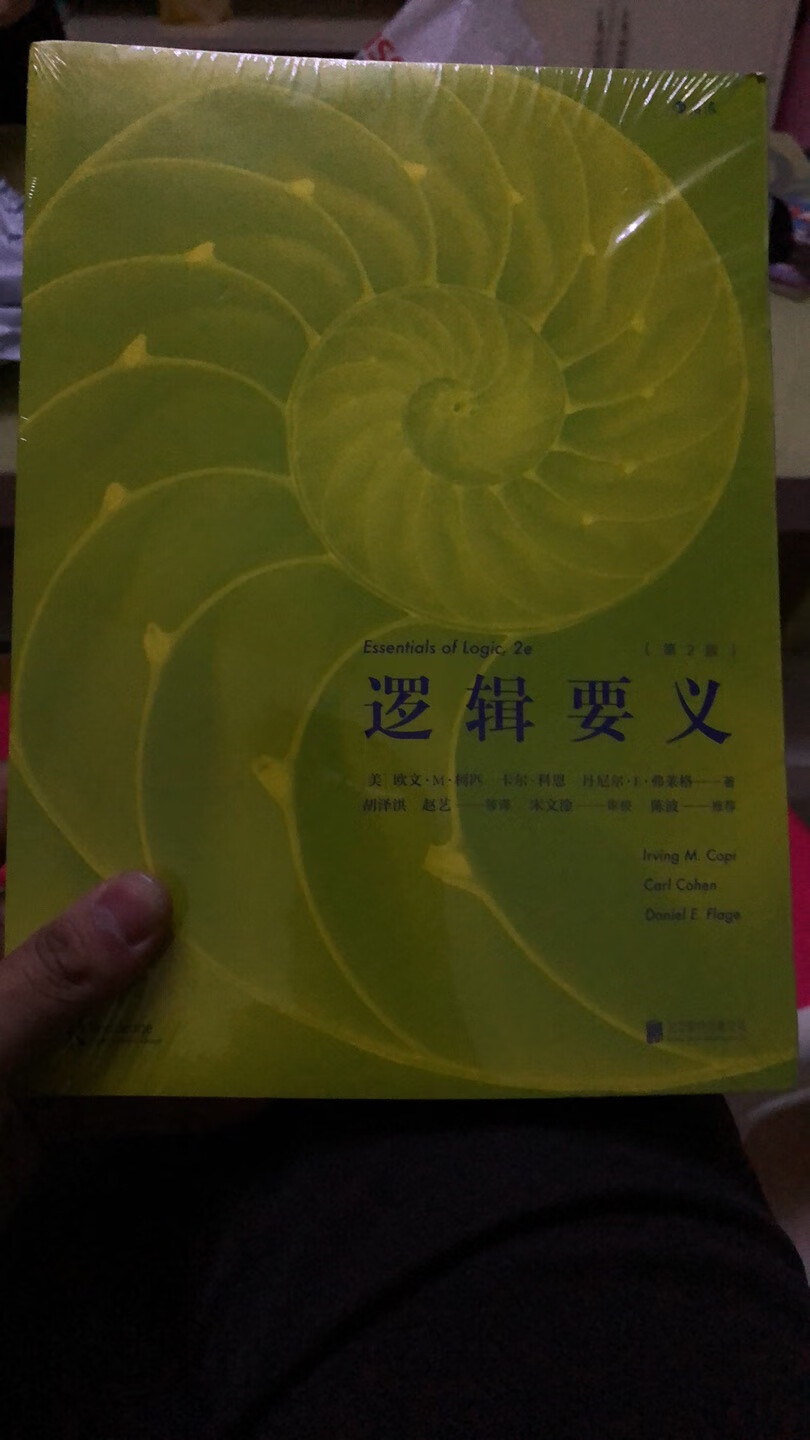 Essentials of Logic, 2e
[ 第 2 版 ]
逻辑要义
美 欧文·M·柯匹 卡尔·科恩 丹尼尔·E·弗莱格——著
胡泽洪 赵艺——等译 宋文淦——审校 陈波——推荐
Irving M. Copi
Carl Cohen
Daniel E. Flage